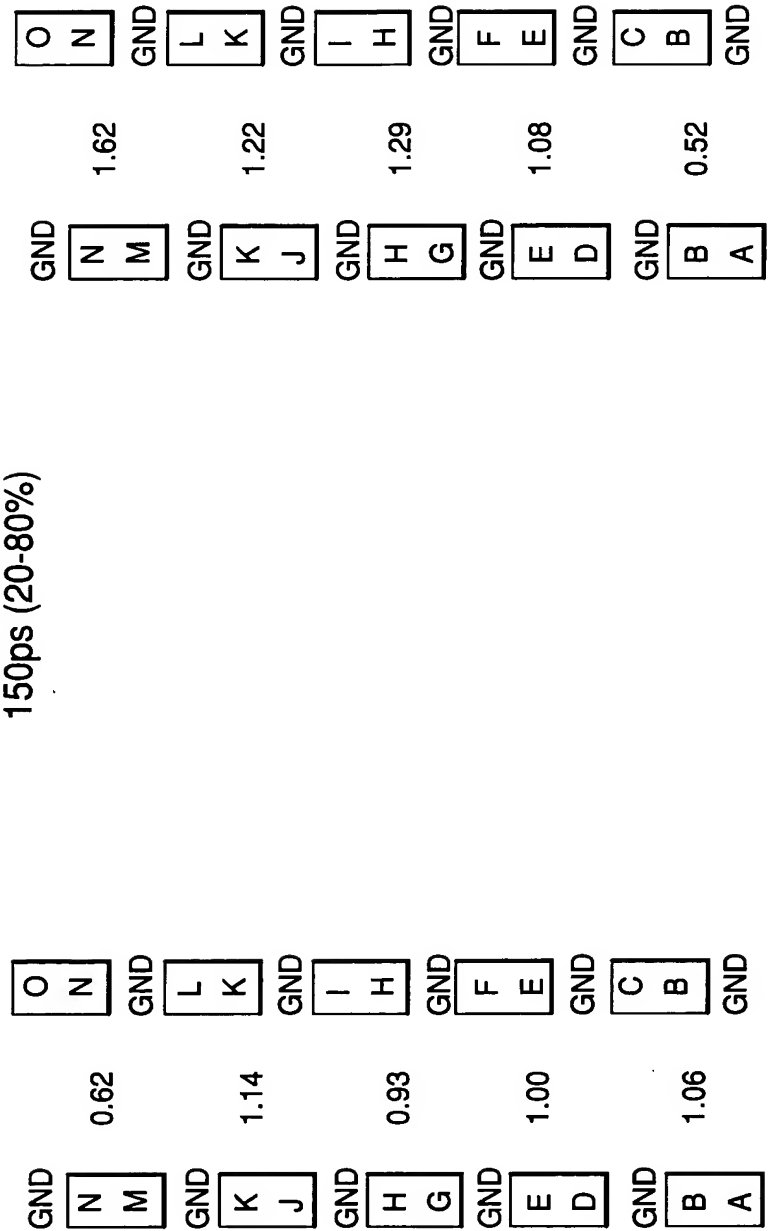 150ps (20-80%)
GND O GND O
N 0.62 N N 1.62 N
M GND M GND
GND L GND L
K 1.14 K K 1.22 K
J GND J GND
GND I GND I
H 0.93 H H 1.29 H
G GND G GND
GND F GND F
E 1.00 E E 1.08 E
D GND D GND
GND C GND C
B 1.06 B B 0.52 B
A GND A GND